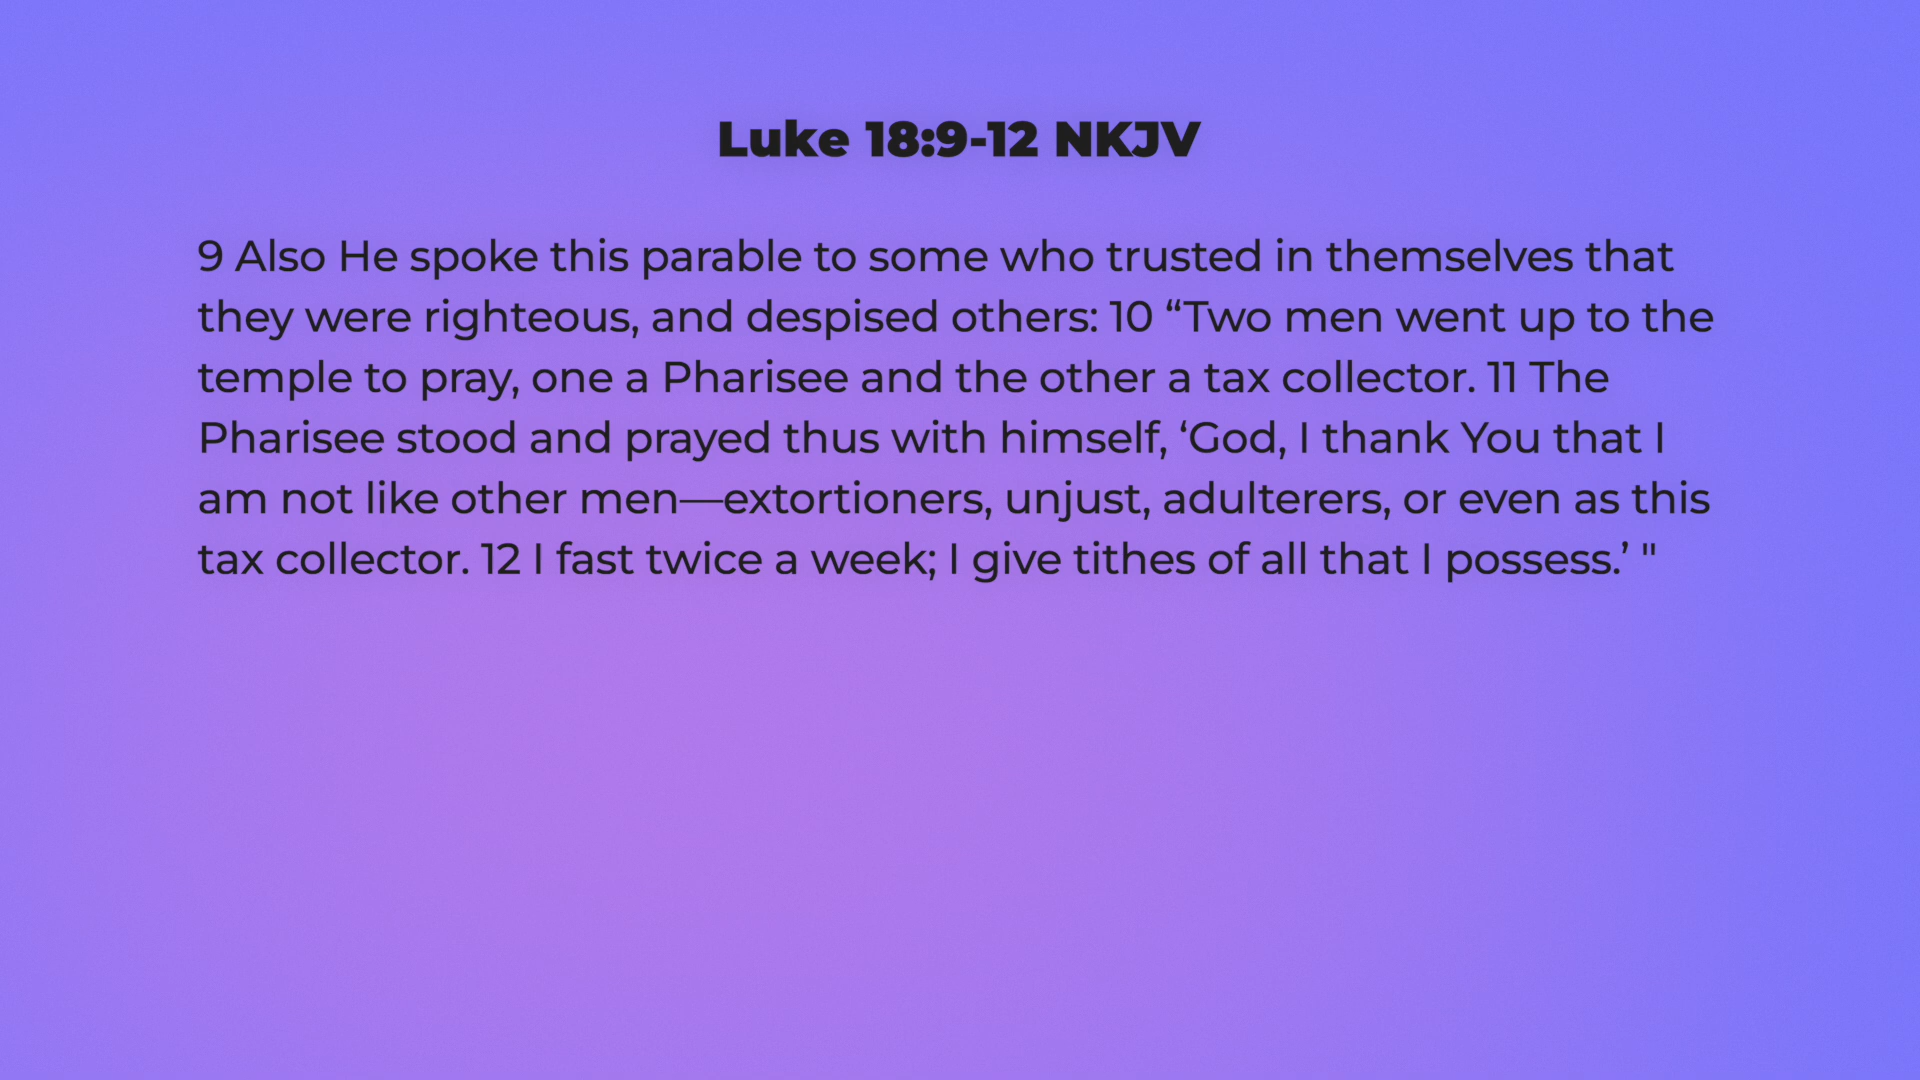 Luke 18:9-12 NKJV
9 Also He spoke this parable to some who trusted in themselves that
they were righteous, and despised others: 10 “Two men went up to the
temple to pray, one a Pharisee and the other a tax collector. 11 The
Pharisee stood and prayed thus with himself, ‘God, I thank You that I
am not like other men—extortioners, unjust, adulterers, or even as this
tax collector. 12 I fast twice a week; I give tithes of all that I possess.’ "